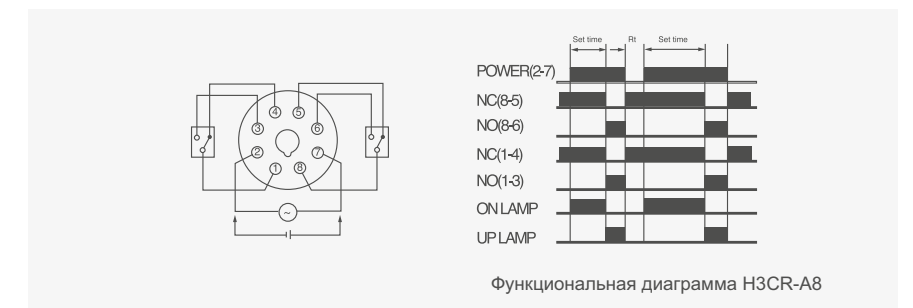 Set time Rt Set time
POWER(2-7)
NC(8-5)
NO(8-6)
NC(1-4)
NO(1-3)
ON LAMP
UP LAMP
4 5
3 6
2 7
1 8
~
Функциональная диаграмма H3CR-A8